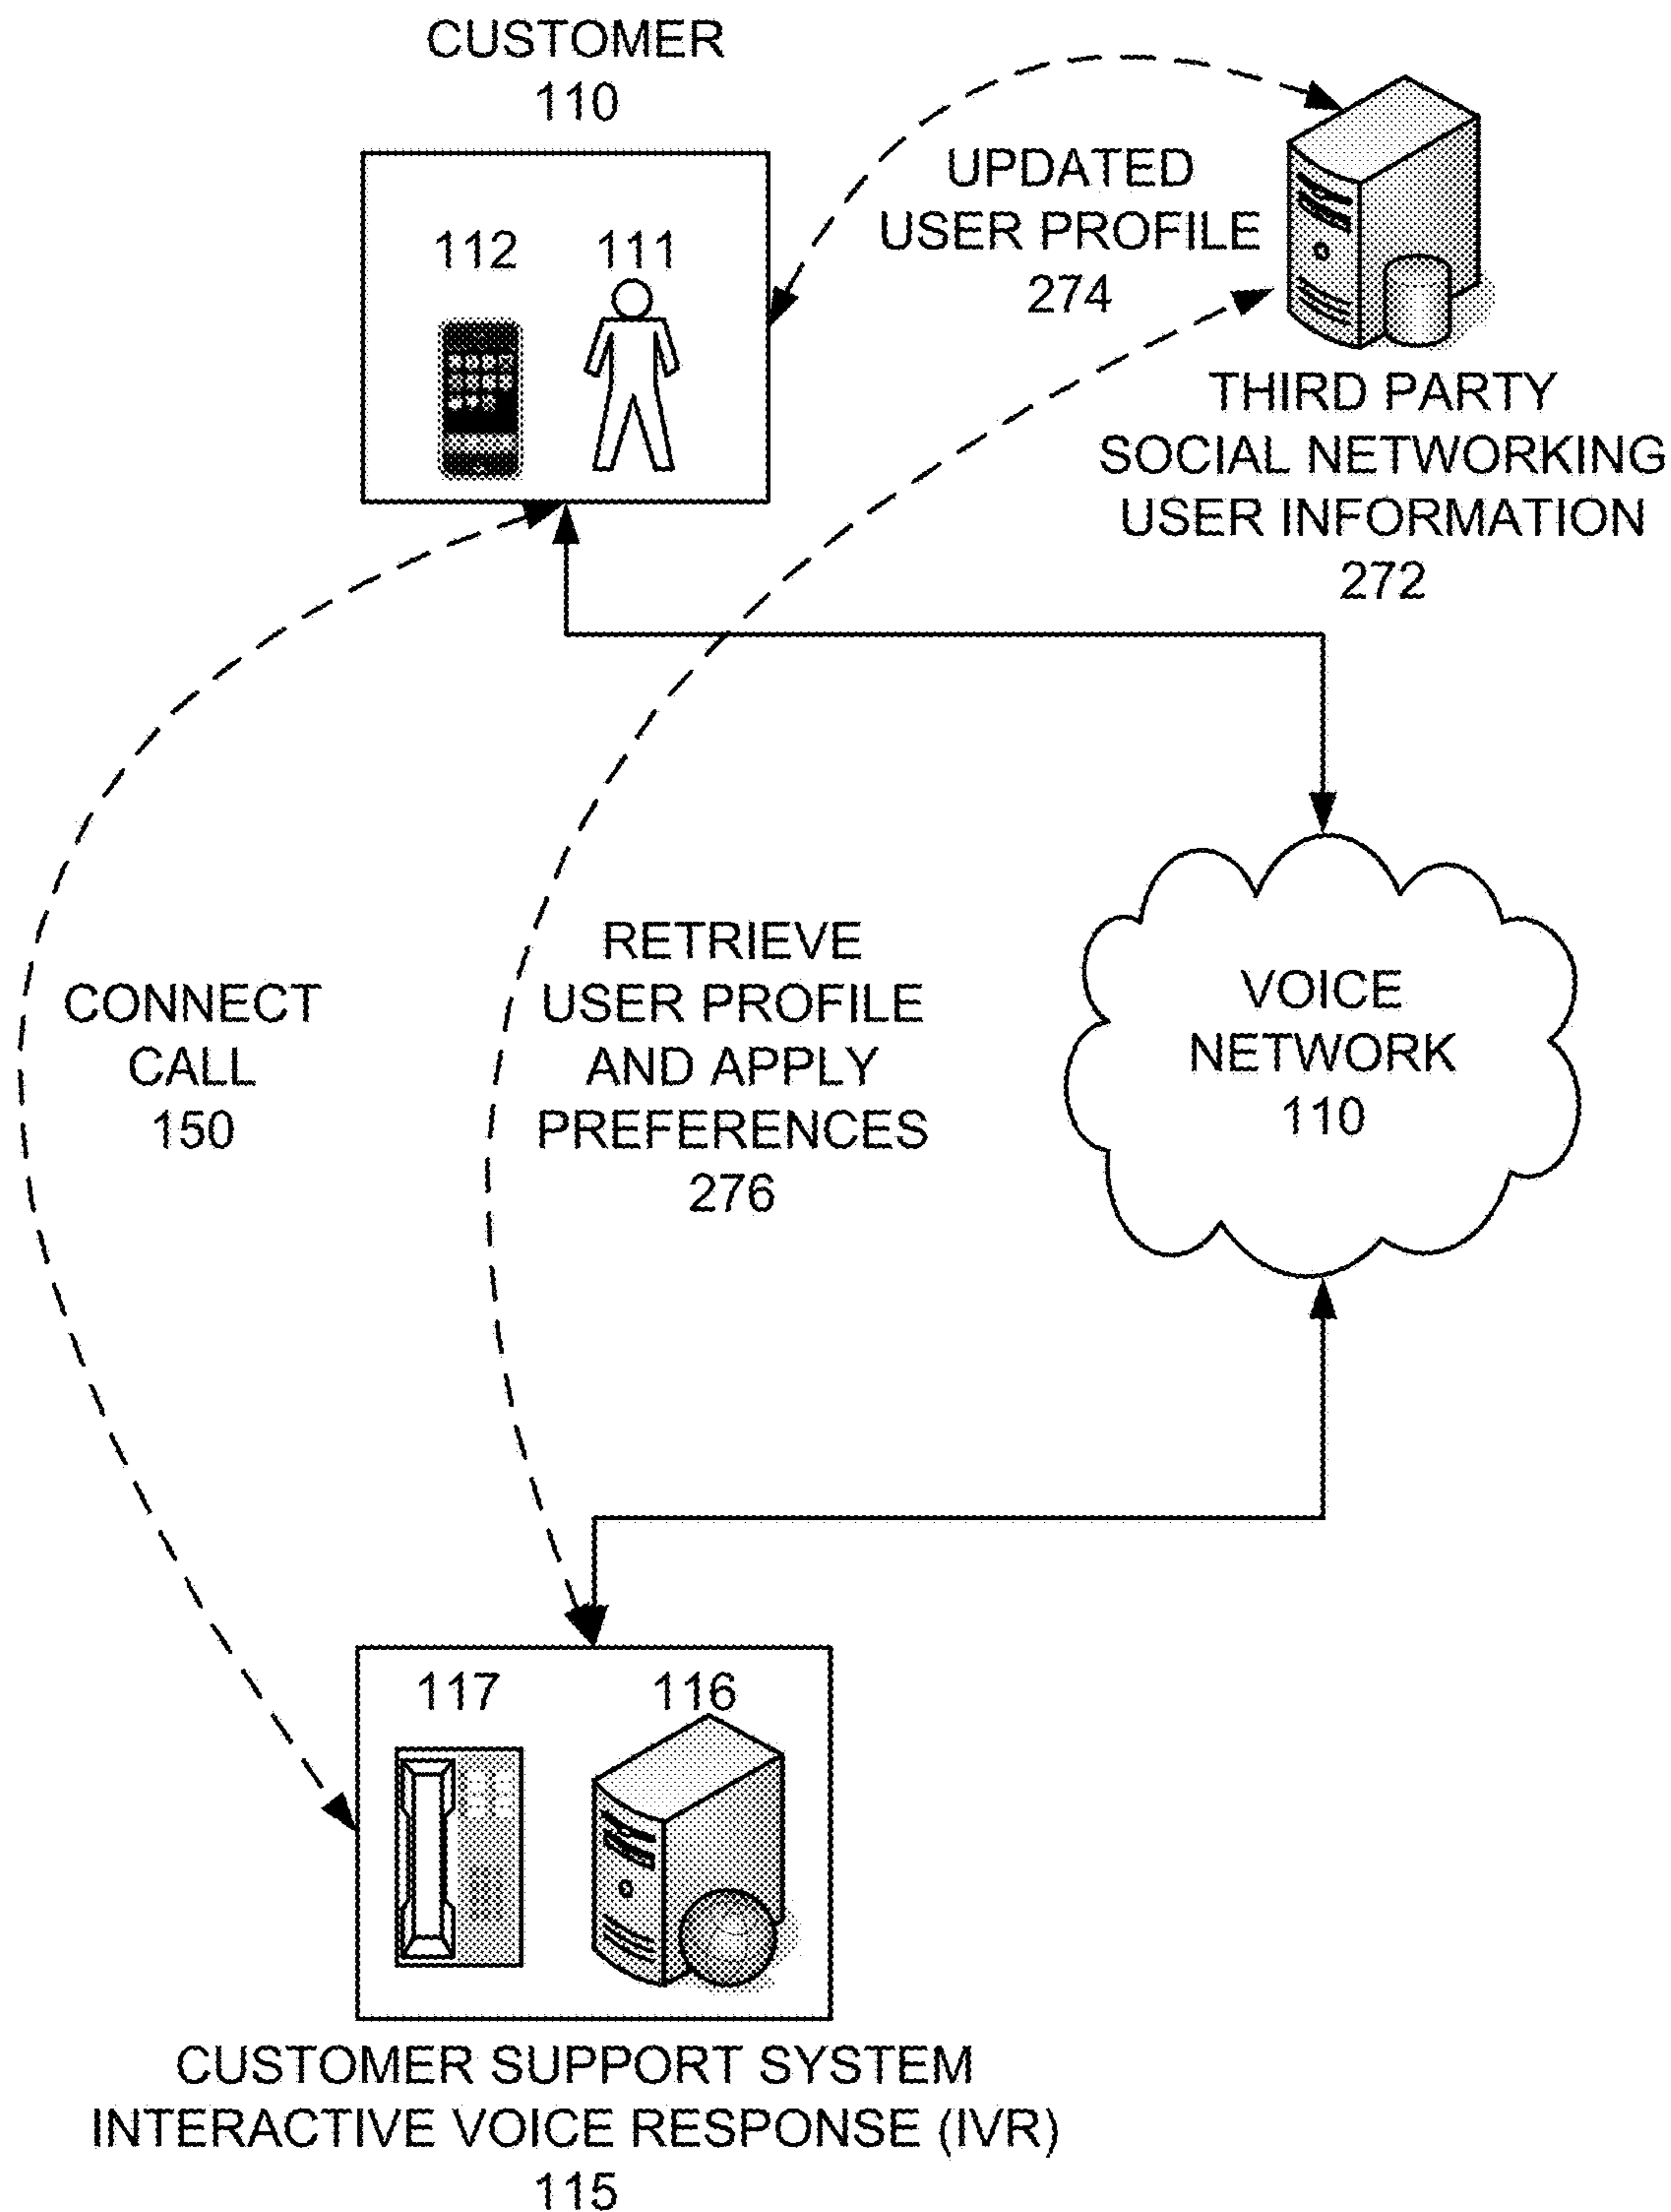 CUSTOMER
110
112
111
UPDATED
USER PROFILE
274
THIRD PARTY
SOCIAL NETWORKING
USER INFORMATION
272
CONNECT
CALL
150
RETRIEVE
USER PROFILE
AND APPLY
PREFERENCES
276
VOICE
NETWORK
110
117
116
CUSTOMER SUPPORT SYSTEM
INTERACTIVE VOICE RESPONSE (IVR)
115